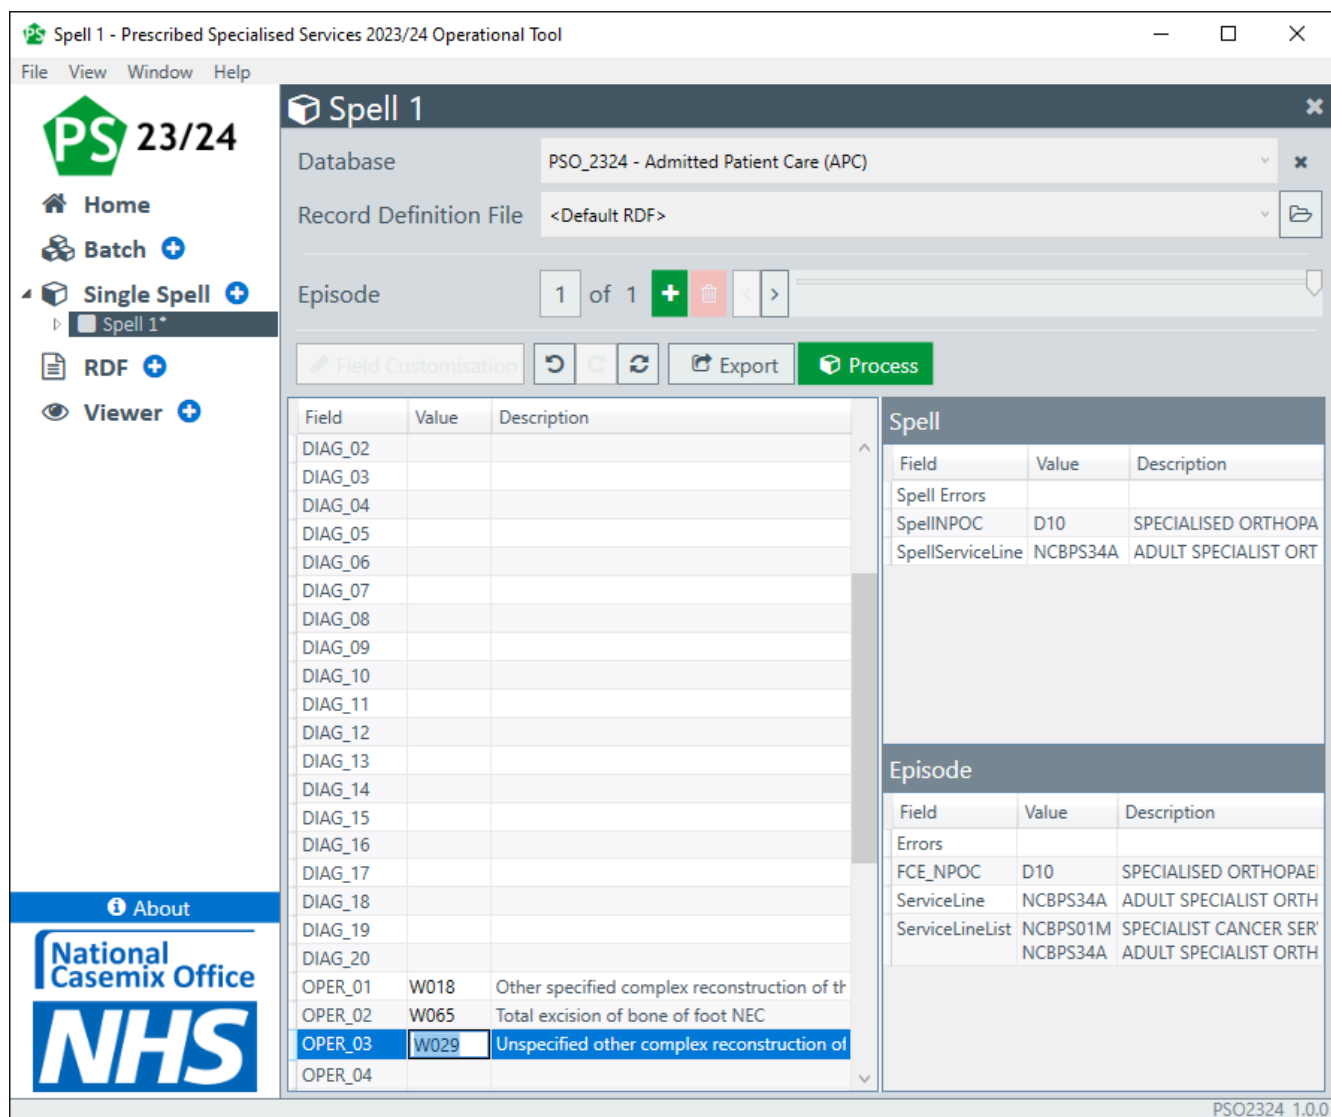 Spell 1 - Prescribed Specialised Services 2023/24 Operational Tool
File View Window Help
PS 23/24
Home
Batch
Single Spell
Spell 1*
RDF
Viewer
About
National
Casemix Office
NHS
Spell 1
Database PSO_2324 - Admitted Patient Care (APC)
Record Definition File <Default RDF>
Episode 1 of 1
Field Customisation Export Process
Field Value Description
DIAG_02
DIAG_03
DIAG_04
DIAG_05
DIAG_06
DIAG_07
DIAG_08
DIAG_09
DIAG_10
DIAG_11
DIAG_12
DIAG_13
DIAG_14
DIAG_15
DIAG_16
DIAG_17
DIAG_18
DIAG_19
DIAG_20
OPER_01 W018 Other specified complex reconstruction of th
OPER_02 W065 Total excision of bone of foot NEC
OPER_03 W029 Unspecified other complex reconstruction of
OPER_04
Spell
Field Value Description
Spell Errors
SpellNPOC D10 SPECIALISED ORTHOPA
SpellServiceLine NCBPS34A ADULT SPECIALIST ORT
Episode
Field Value Description
Errors
FCE_NPOC D10 SPECIALISED ORTHOPAE
ServiceLine NCBPS34A ADULT SPECIALIST ORTH
ServiceLineList NCBPS01M SPECIALIST CANCER SER
NCBPS34A ADULT SPECIALIST ORTH
PSO2324 1.0.0